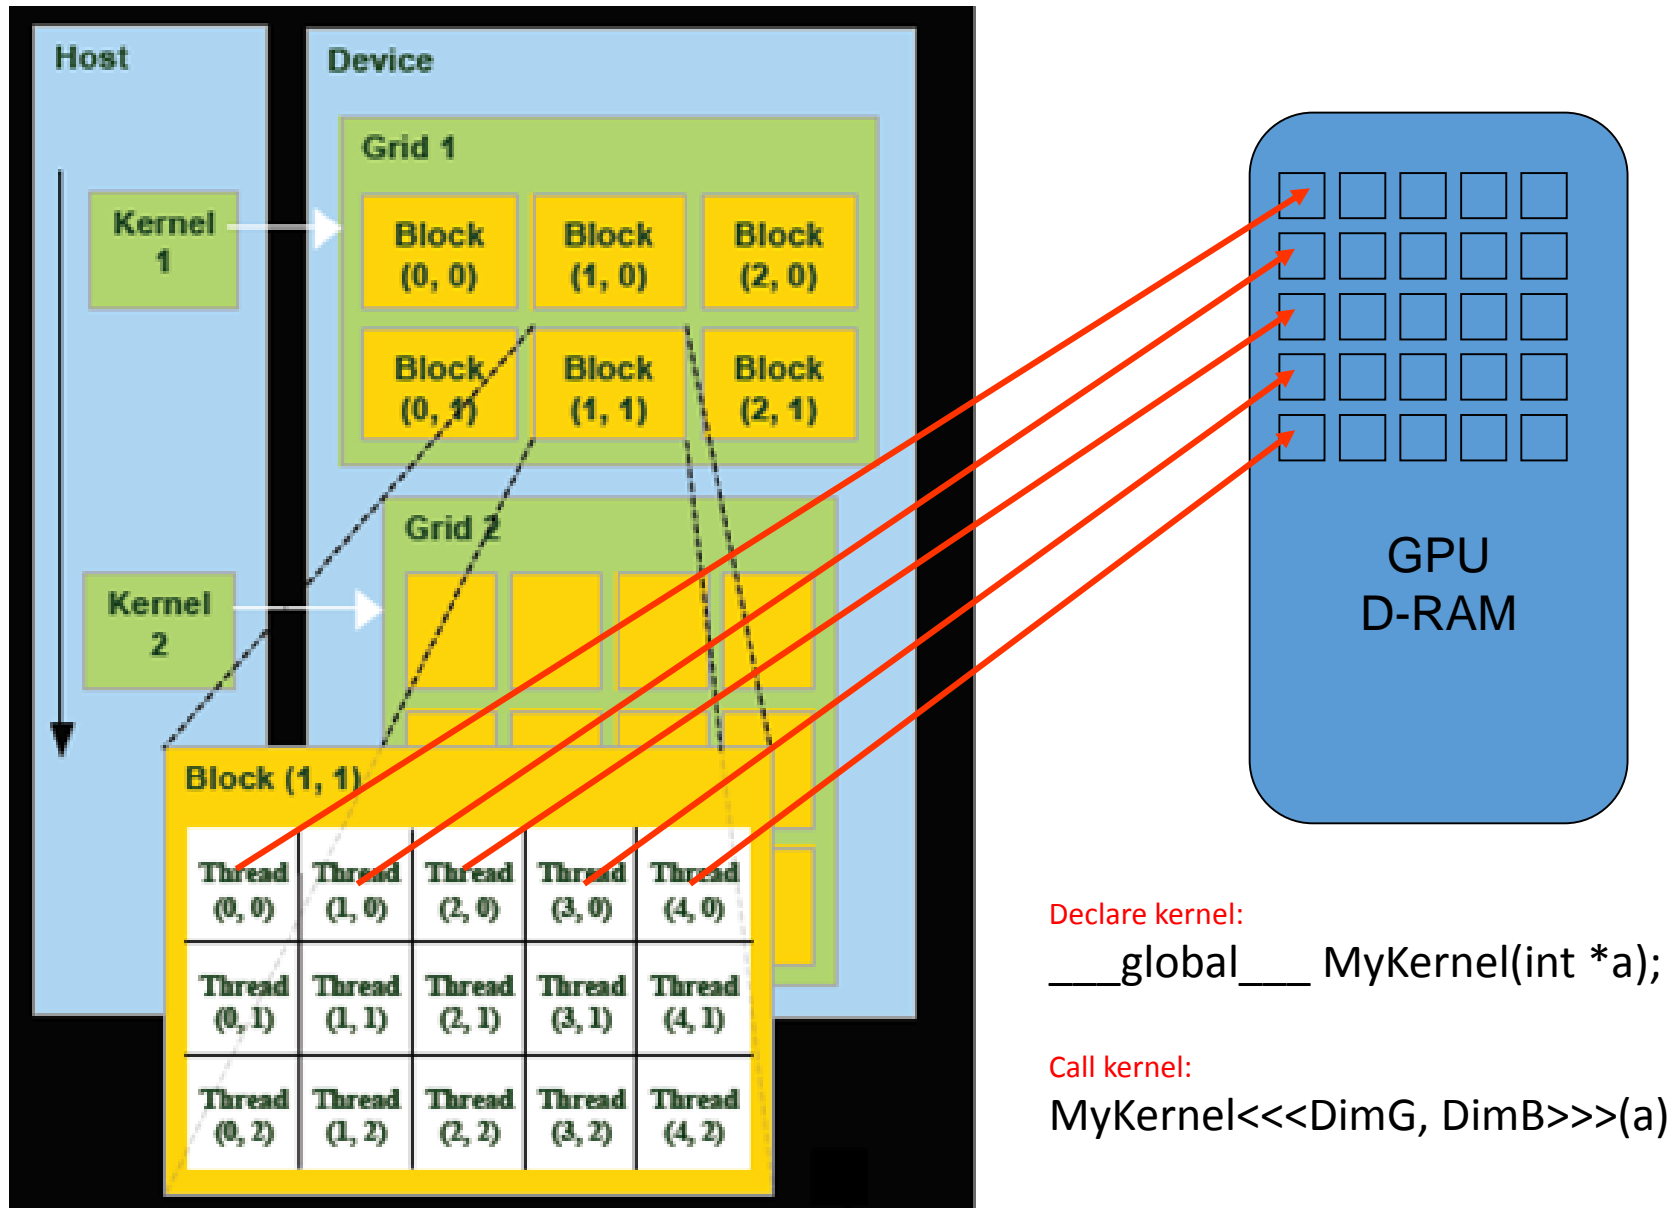 Host
Device
Grid 1
Kernel
1
Block
(0, 0)
Block
(1, 0)
Block
(2, 0)
Block
(0, 1)
Block
(1, 1)
Block
(2, 1)
Grid 2
Kernel
2
Block (1, 1)
Thread
(0, 0)
Thread
(1, 0)
Thread
(2, 0)
Thread
(3, 0)
Thread
(4, 0)
Thread
(0, 1)
Thread
(1, 1)
Thread
(2, 1)
Thread
(3, 1)
Thread
(4, 1)
Thread
(0, 2)
Thread
(1, 2)
Thread
(2, 2)
Thread
(3, 2)
Thread
(4, 2)
GPU
D-RAM
Declare kernel:
___global___ MyKernel(int *a);
Call kernel:
MyKernel<<<DimG, DimB>>>(a)